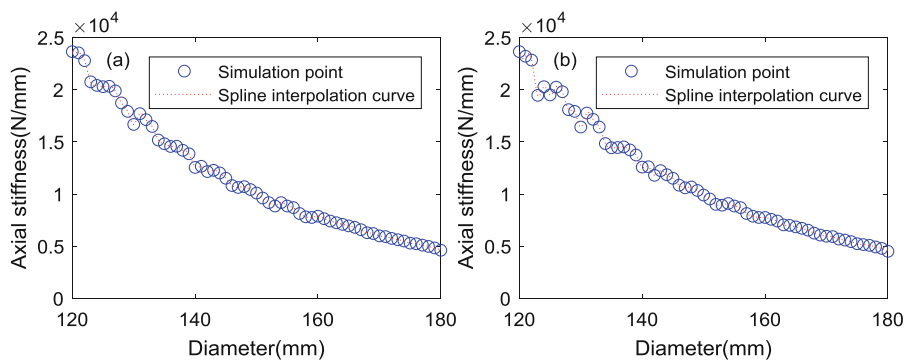 ×10⁴
2.5
2
1.5
1
0.5
0
120 140 160 180
Diameter(mm)
Axial stiffness(N/mm)
(a)
Simulation point
Spline interpolation curve
×10⁴
2.5
2
1.5
1
0.5
0
120 140 160 180
Diameter(mm)
Axial stiffness(N/mm)
(b)
Simulation point
Spline interpolation curve